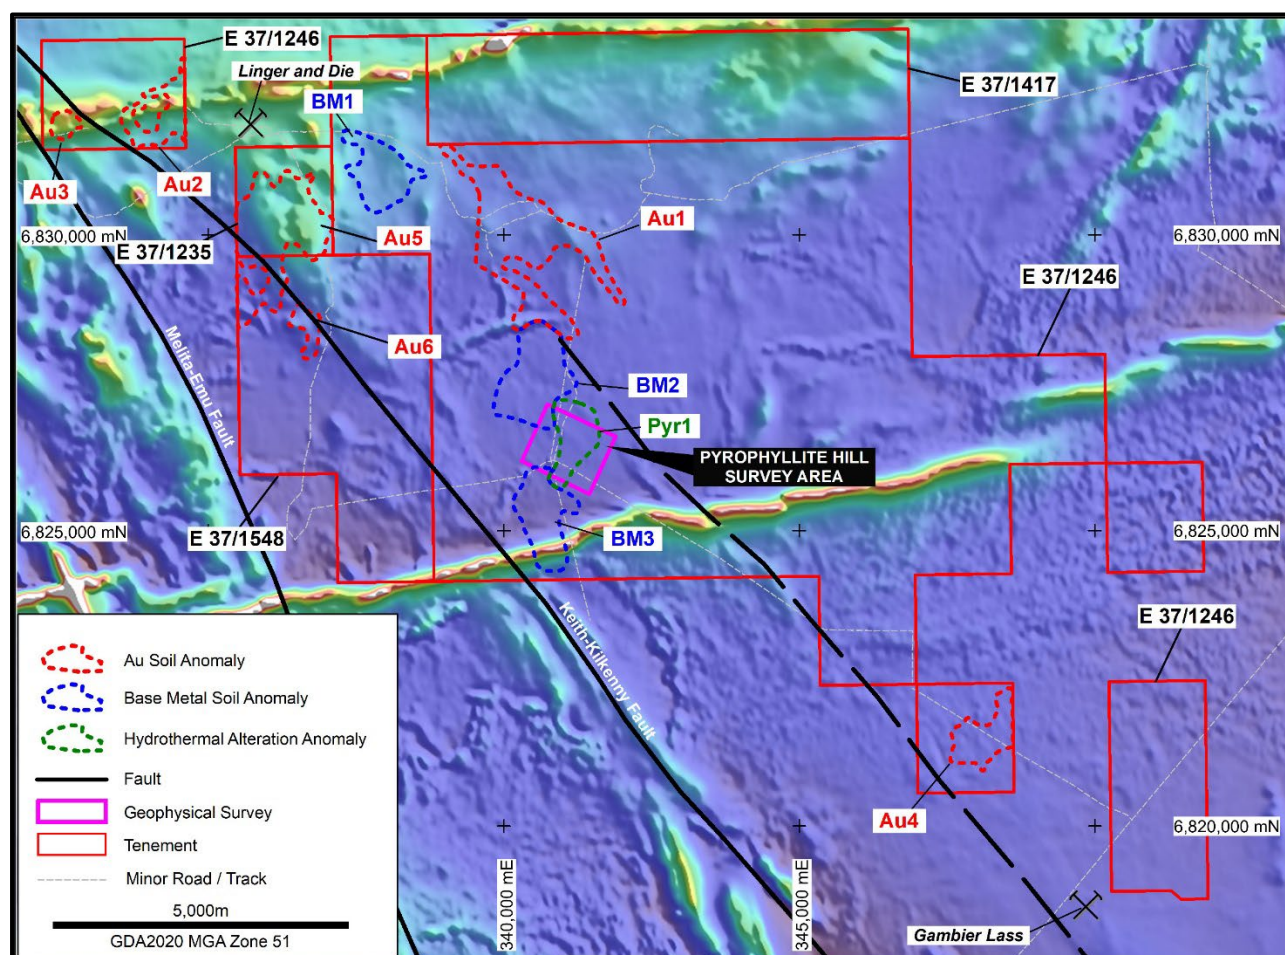 E 37/1246
Linger and Die
BM1
E 37/1417
Au3
Au2
Au5
Au1
6,830,000 mN
6,830,000 mN
E 37/1235
E 37/1246
Au6
Melita-Emu Fault
BM2
Pyr1
PYROPHYLLITE HILL
SURVEY AREA
6,825,000 mN
E 37/1548
BM3
6,825,000 mN
Keith-Kilkenny Fault
E 37/1246
Au4
6,820,000 mN
340,000 mE
345,000 mE
Gambier Lass
Au Soil Anomaly
Base Metal Soil Anomaly
Hydrothermal Alteration Anomaly
Fault
Geophysical Survey
Tenement
Minor Road / Track
5,000m
GDA2020 MGA Zone 51